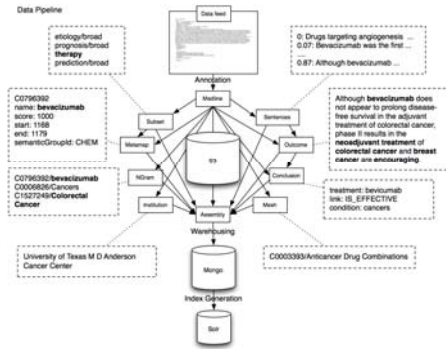 Data Pipeline
Data feed
etiology/broad
prognosis/broad
therapy
prediction/broad
0: Drugs targeting angiogenesis ...
0.07: Bevacizumab was the first ...
...
0.87: Although bevacizumab ...
Annotation
Medline
C0796392
name: bevacizumab
score: 1000
start: 1168
end: 1179
semanticGroupId: CHEM
Subset
Sentences
Metamap
Outcome
Although bevacizumab does
not appear to prolong disease-
free survival in the adjuvant
treatment of colorectal cancer,
phase II results in the
neoadjuvant treatment of
colorectal cancer and breast
cancer are encouraging.
S3
C0796392/bevacizumab
C0006826/Cancers
C1527249/Colorectal
Cancer
NGram
Conclusion
treatment: bevicumab
link: IS_EFFECTIVE
condition: cancers
Institution
Assembly
Mesh
Warehousing
University of Texas M D Anderson
Cancer Center
Mongo
C0003393/Anticancer Drug Combinations
Index Generation
Solr